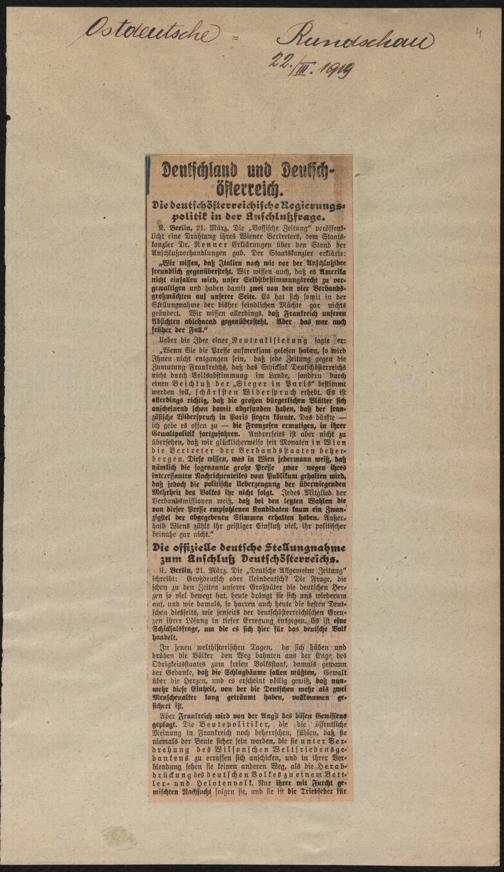 Ostdeutsche = Rundschau
22./III. 1919
4
Deutschland und Deutsch-
österreich.
Die deutschösterreichische Regierungs-
politik in der Anschlußfrage.
K. Berlin, 21. März. Die „Vossische Zeitung" veröffent-
licht eine Drahtung ihres Wiener Vertreters, dem Staats-
kanzler Dr. Renner Erklärungen über den Stand der
Anschlußverhandlungen gab. Der Staatskanzler erklärte:
„Wir wissen, daß Italien nach wie vor der Anschlußidee
freundlich gegenübersteht. Wir wissen auch, daß es Amerika
nicht einfallen wird, unser Selbstbestimmungsrecht zu ver-
gewaltigen und haben damit zwei von den vier Verbands-
großmächten auf unserer Seite. Es hat sich somit in der
Stellungnahme der bisher feindlichen Mächte gar nichts
geändert. Wir wissen allerdings, daß Frankreich unseren
Absichten ablehnend gegenübersteht. Aber das war auch
früher der Fall."
Ueber die Idee einer Neutralisierung sagte er:
„Wenn Sie die Presse aufmerksam gelesen haben, so wird
Ihnen nicht entgangen sein, daß jede Zeitung gegen die
Zumutung Frankreichs, daß das Schicksal Deutschösterreichs
nicht durch Volksabstimmung im Lande, sondern durch
einen Beschluß der „Sieger in Paris" bestimmt
werden soll, schärfsten Widerspruch erhebt. Es ist
allerdings richtig, daß die großen bürgerlichen Blätter sich
anscheinend schon damit abgefunden haben, daß der fran-
zösische Widerspruch in Paris siegen könnte. Das dürfte —
ich gebe es offen zu — die Franzosen ermutigen, in ihrer
Gewaltpolitik fortzufahren. Andrerseits ist aber nicht zu
übersehen, daß wir glücklicherweise seit Monaten in Wien
die Vertreter der Verbandsstaaten beher-
bergen. Diese wissen, was in Wien jedermann weiß, daß
nämlich die sogenannte große Presse zwar wegen ihres
interessanten Nachrichtenteiles vom Publikum gehalten wird,
daß jedoch die politische Ueberzeugung der überwiegenden
Mehrheit des Volkes ihr nicht folgt. Jedes Mitglied der
Verbandsmissionen weiß, daß bei den letzten Wahlen die
von dieser Presse empfohlenen Kandidaten kaum ein Zwan-
zigstel der abgegebenen Stimmen erhalten haben. Außer-
halb Wiens zählt ihr geistiger Einfluß viel, ihr politischer
beinahe gar nicht."
Die offizielle deutsche Stellungnahme
zum Anschluß Deutschösterreichs.
K. Berlin, 21. März. Die „Deutsche Allgemeine Zeitung"
schreibt: Großdeutsch oder kleindeutsch? Die Frage, die
schon zu den Zeiten unserer Großväter die deutschen Her-
zen so viel bewegt hat, heute drängt sie sich uns wiederum
auf, und wie damals, so harren auch heute die besten Deut-
schen diesseits, wie jenseits der deutschösterreichischen Gren-
zen ihrer Lösung in tiefer Erregung entgegen. Es ist eine
Schicksalsfrage, um die es sich hier für das deutsche Volk
handelt.
In jenen welthistorischen Tagen, da sich hüben und
drüben die Völker den Weg bahnten aus der Enge des
Obrigkeitsstaates zum freien Volksstaat, damals gewann
der Gedanke, daß die Schlagbäume fallen müßten, Gewalt
über die Herzen, und es erscheint völlig gewiß, daß nun-
mehr diese Einheit, von der die Deutschen mehr als zwei
Menschenalter lang geträumt haben, vollkommen ge-
sichert ist.
Aber Frankreich wird von der Angst des bösen Gewissens
geplagt. Die Beutepolitiker, die die öffentliche
Meinung in Frankreich noch beherrschen, fühlen, daß sie
niemals der Beute sicher sein werden, die sie unter Ver-
drehung des Wilsonschen Weltfriedensge-
dankens zu erraffen sich anschicken, und in ihrer Ver-
blendung sehen sie keinen anderen Weg, als die Herab-
drückung des deutschen Volkes zu einem Bett-
ler- und Helotenvolk. Nur ihrer mit Furcht ge-
mischten Rachsucht folgen sie, und sie ist die Triebfeder für